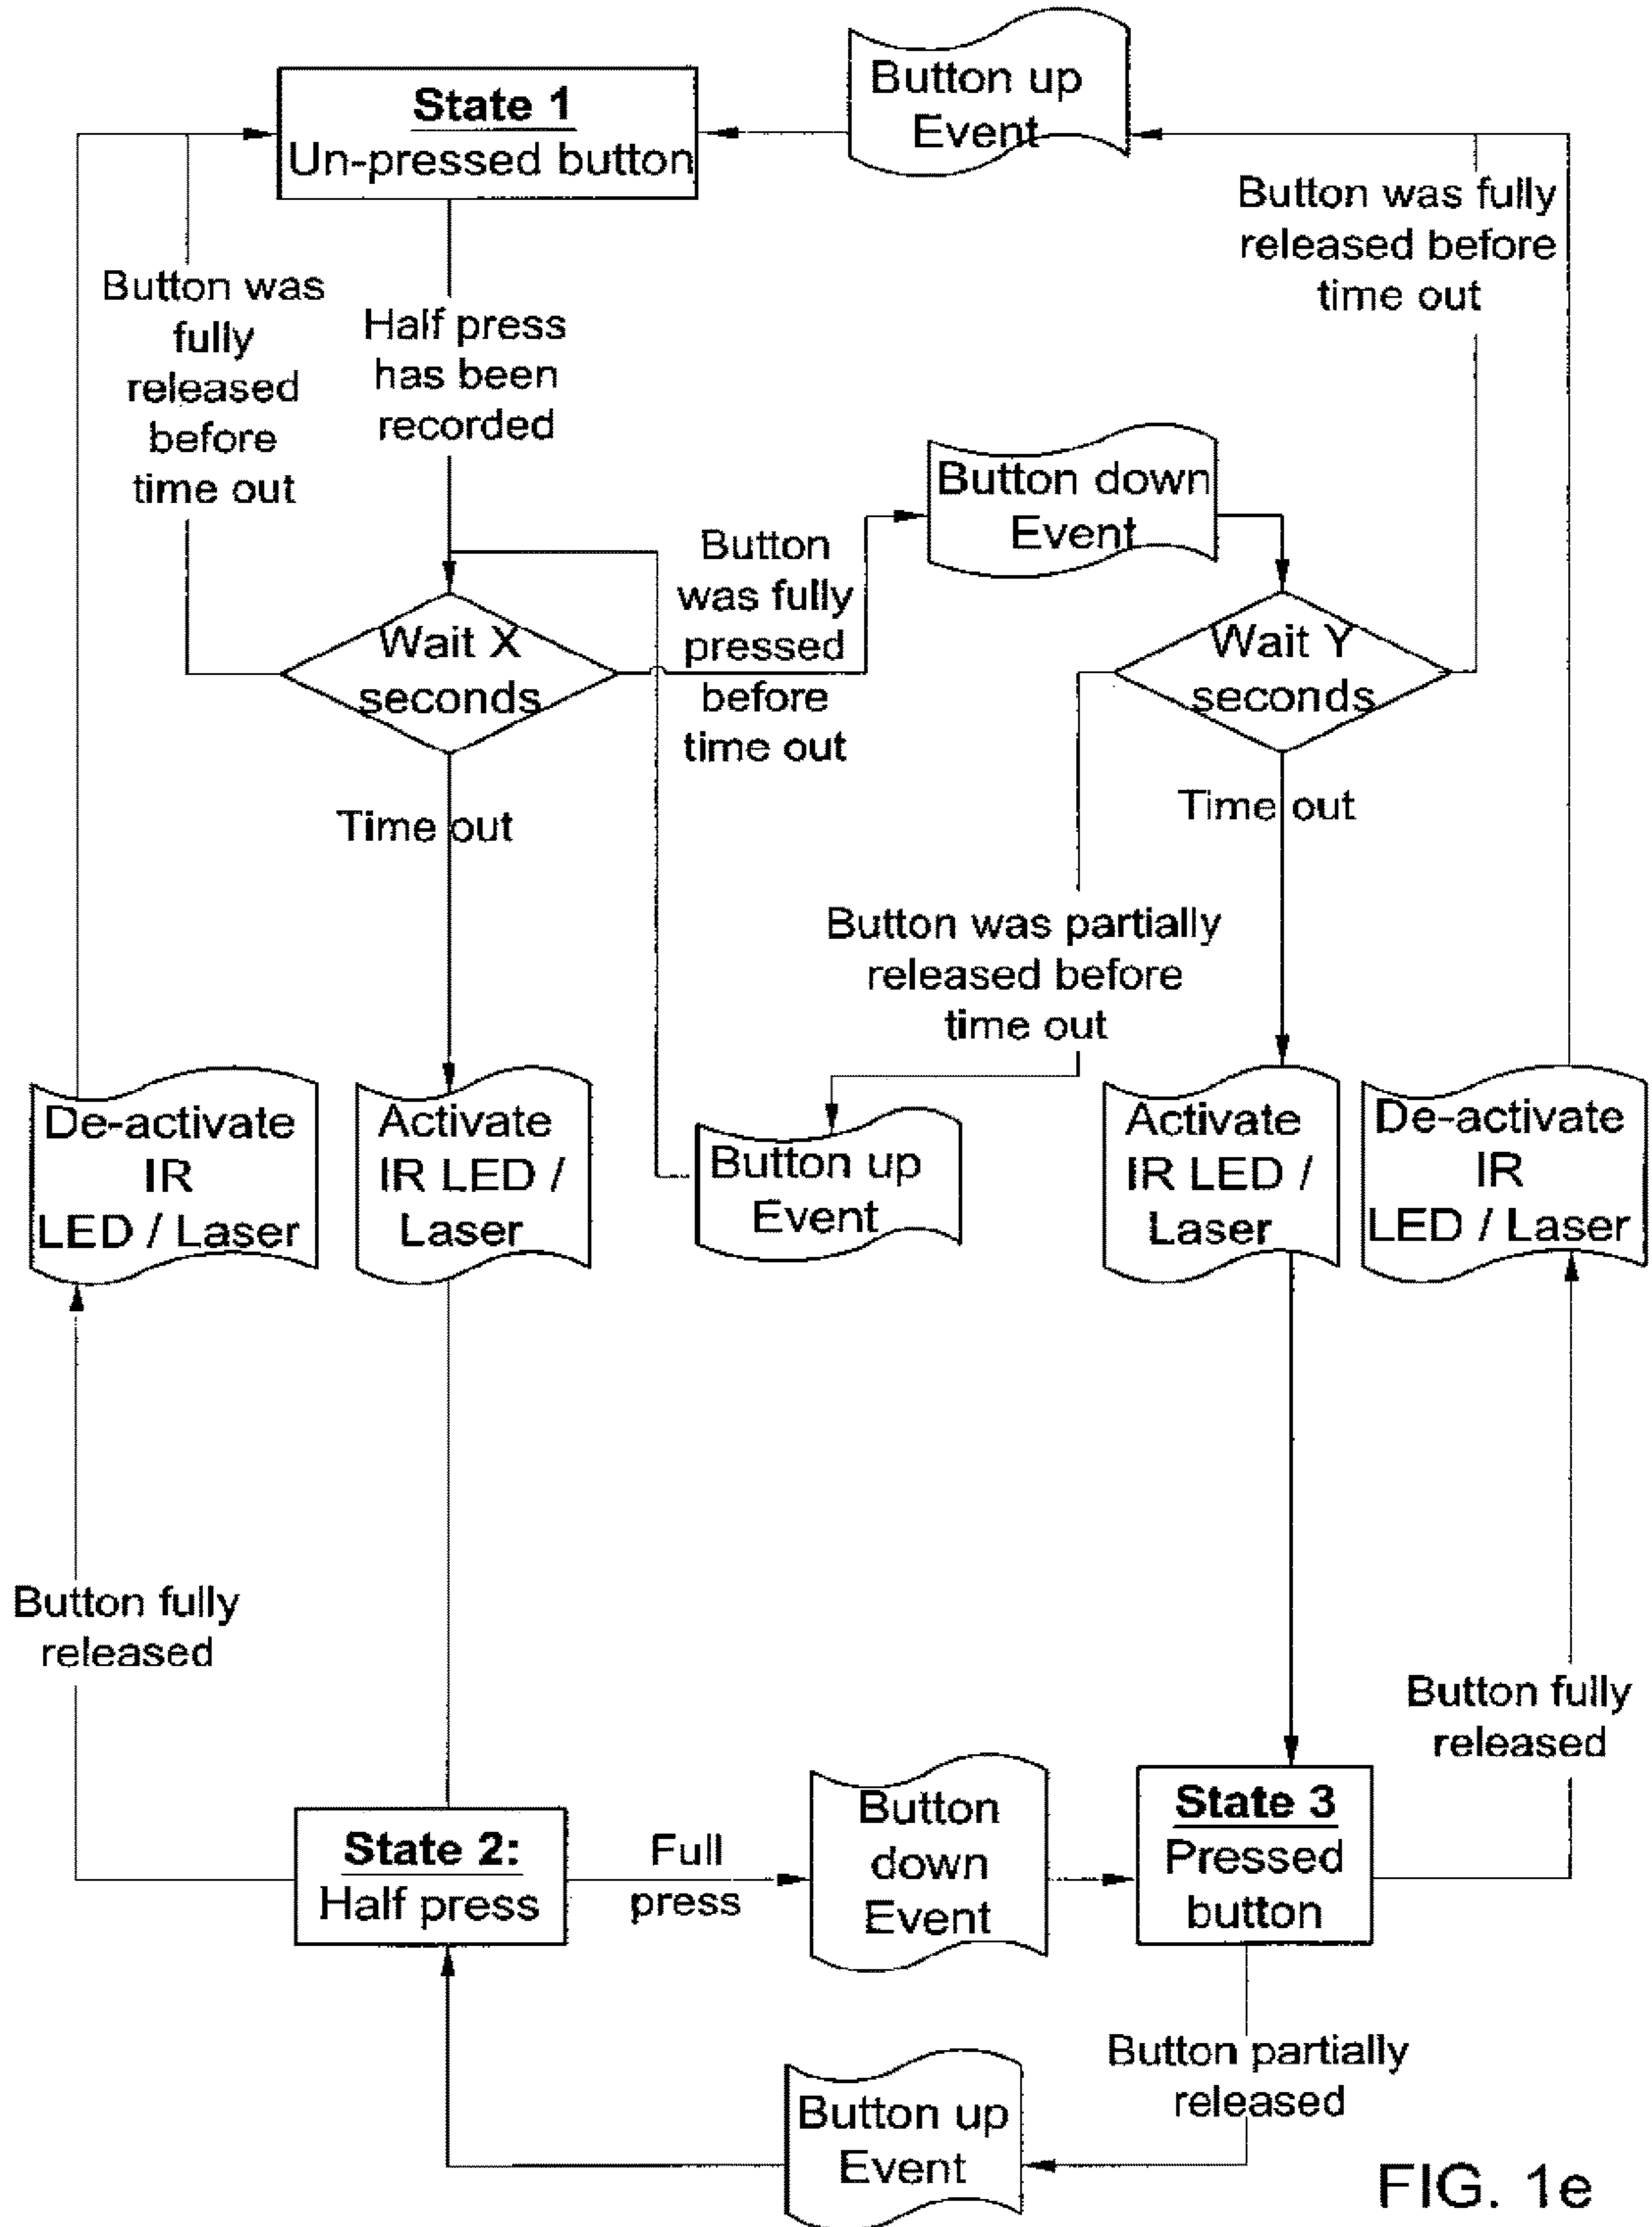 Button up
Event
State 1
Un-pressed button
Button was fully
released before
time out
Button was
fully
released
before
time out
Half press
has been
recorded
Button down
Event
Button
was fully
pressed
before
time out
Wait X
seconds
Wait Y
seconds
Time out
Time out
Button was partially
released before
time out
De-activate
IR
LED / Laser
Activate
IR LED /
Laser
Button up
Event
Activate
IR LED /
Laser
De-activate
IR
LED / Laser
Button fully
released
Button fully
released
State 2:
Half press
Full
press
Button
down
Event
State 3
Pressed
button
Button partially
released
Button up
Event
FIG. 1e